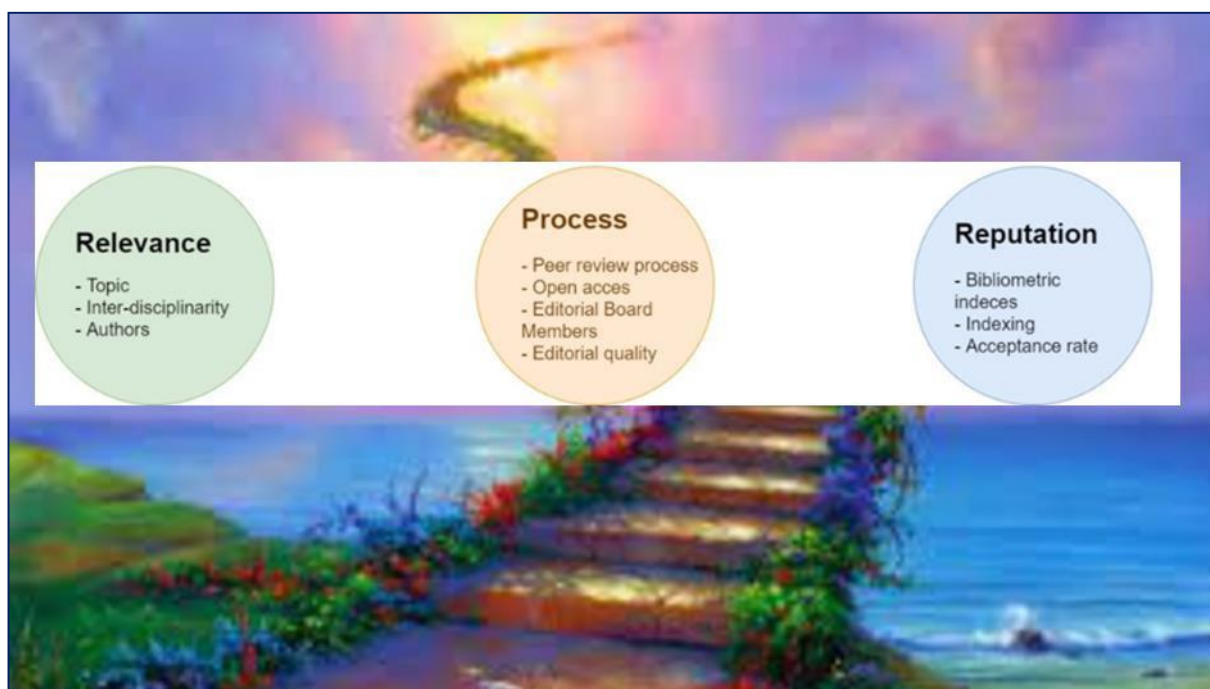 Relevance
- Topic
- Inter-disciplinarity
- Authors
Process
- Peer review process
- Open acces
- Editorial Board
Members
- Editorial quality
Reputation
- Bibliometric
indeces
- Indexing
- Acceptance rate